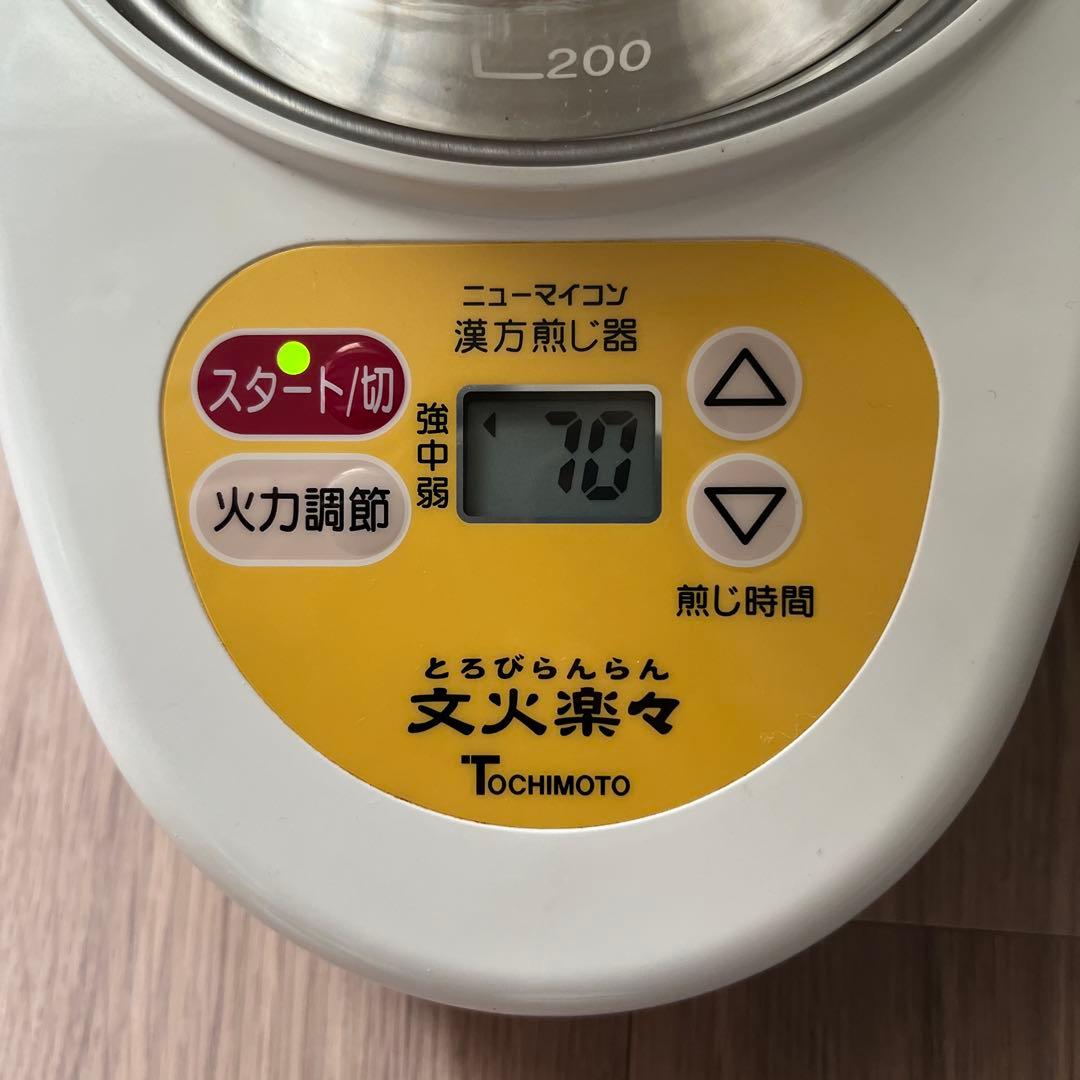 200
ニューマイコン
漢方煎じ器
スタート/切
火力調節
強
中
弱
70
煎じ時間
とろびらんらん
文火楽々
TOCHIMOTO